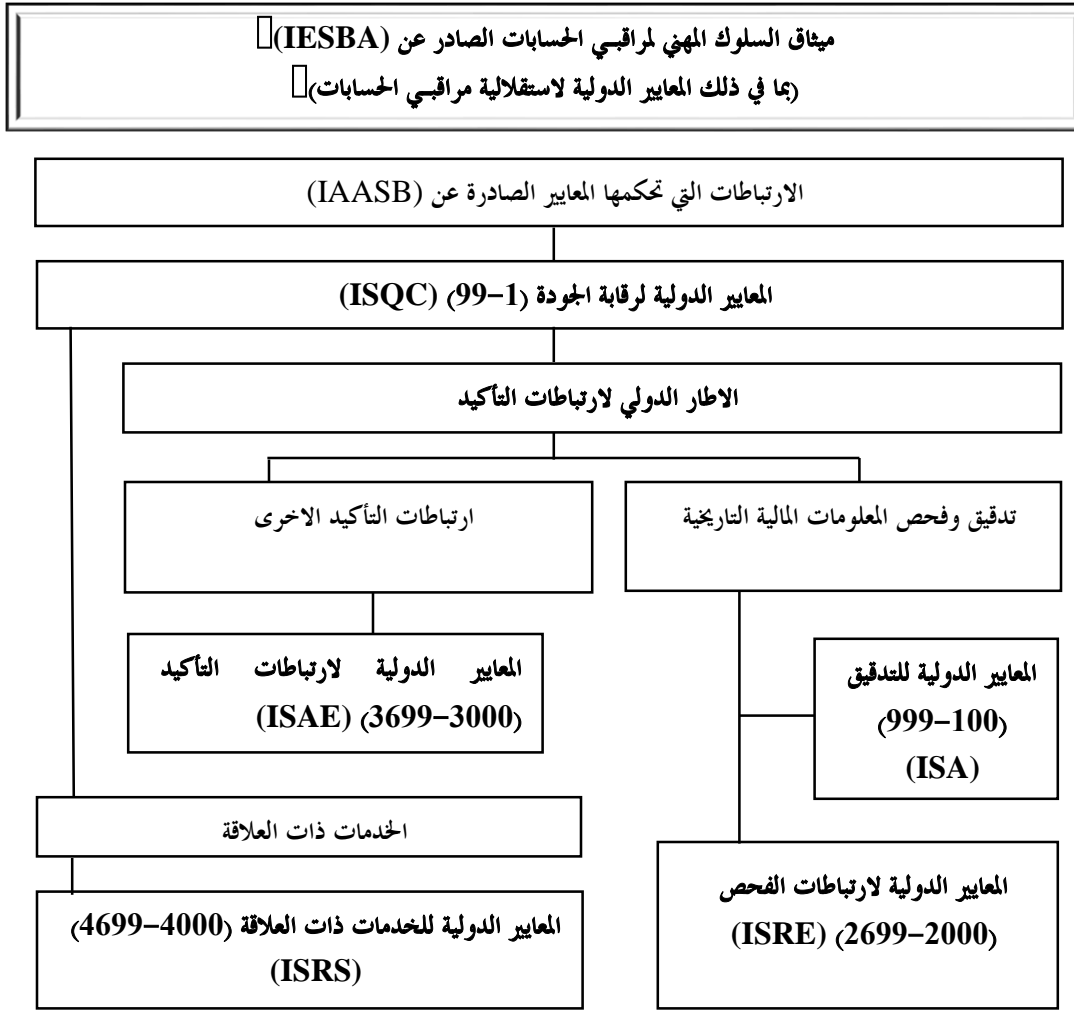 ميثاق السلوك المهني لمراقبي الحسابات الصادر عن (IESBA)
(بما في ذلك المعايير الدولية لاستقلالية مراقبي الحسابات)
الارتباطات التي تحكمها المعايير الصادرة عن (IAASB)
المعايير الدولية لرقابة الجودة (1–99) (ISQC)
الاطار الدولي لارتباطات التأكيد
تدقيق وفحص المعلومات المالية التاريخية
ارتباطات التأكيد الاخرى
المعايير الدولية للتدقيق
(100–999)
(ISA)
المعايير الدولية لارتباطات التأكيد
(3000–3699) (ISAE)
الخدمات ذات العلاقة
المعايير الدولية لارتباطات الفحص
(2000–2699) (ISRE)
المعايير الدولية للخدمات ذات العلاقة (4000–4699)
(ISRS)